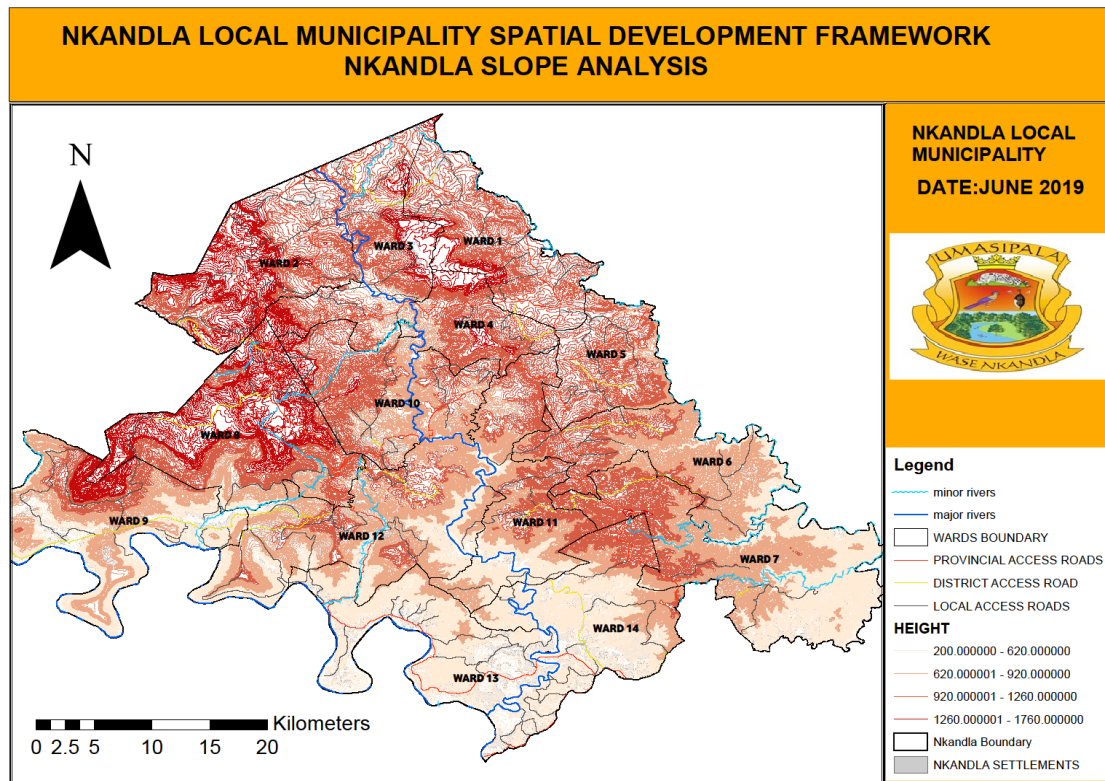 NKANDLA LOCAL MUNICIPALITY SPATIAL DEVELOPMENT FRAMEWORK
NKANDLA SLOPE ANALYSIS
N
WARD 1
WARD 3
WARD 2
WARD 4
WARD 5
WARD 10
WARD 8
WARD 6
WARD 9
WARD 11
WARD 12
WARD 7
WARD 14
WARD 13
Kilometers
0 2.5 5 10 15 20
NKANDLA LOCAL
MUNICIPALITY
DATE:JUNE 2019
UMASIPALA
WASE NKANDLA
Legend
minor rivers
major rivers
WARDS BOUNDARY
PROVINCIAL ACCESS ROADS
DISTRICT ACCESS ROAD
LOCAL ACCESS ROADS
HEIGHT
200.000000 - 620.000000
620.000001 - 920.000000
920.000001 - 1260.000000
1260.000001 - 1760.000000
Nkandla Boundary
NKANDLA SETTLEMENTS